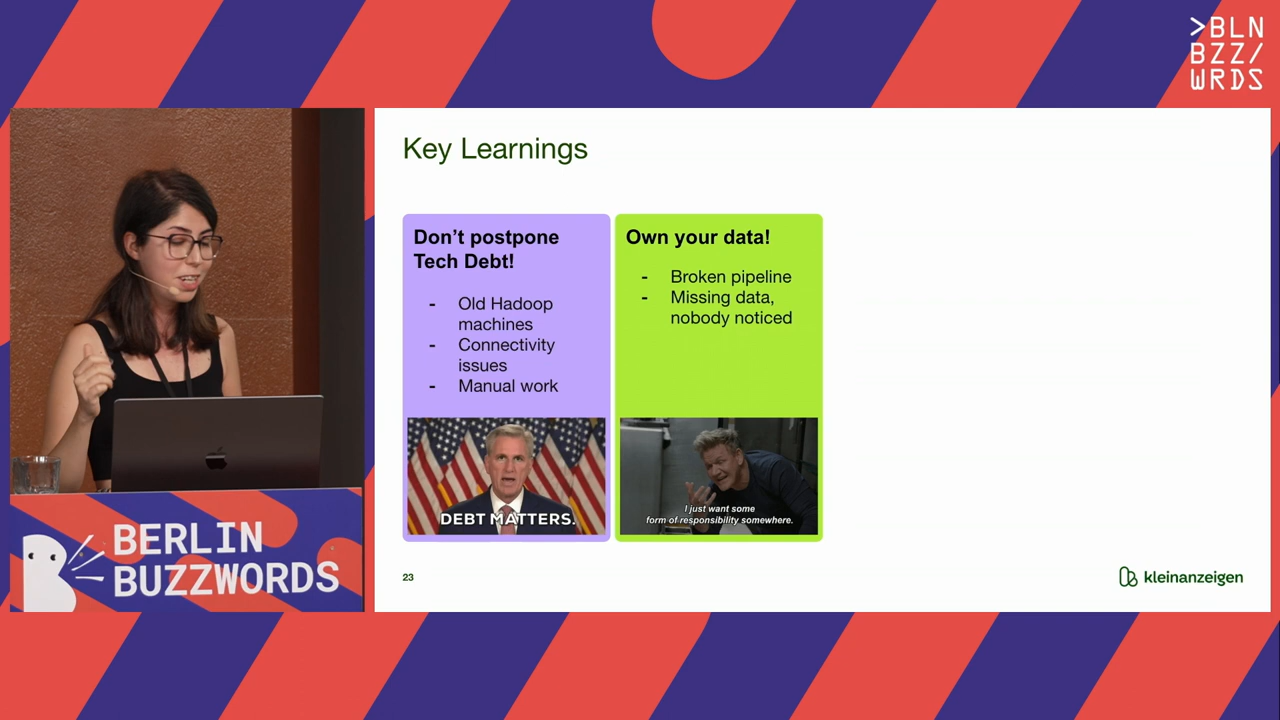 >BLN
BZZ/
WRDS
Key Learnings
Don't postpone
Tech Debt!
- Old Hadoop
machines
- Connectivity
issues
- Manual work
DEBT MATTERS.
Own your data!
- Broken pipeline
- Missing data,
nobody noticed
I just want some
form of responsibility somewhere.
23
kleinanzeigen
BERLIN
BUZZWORDS